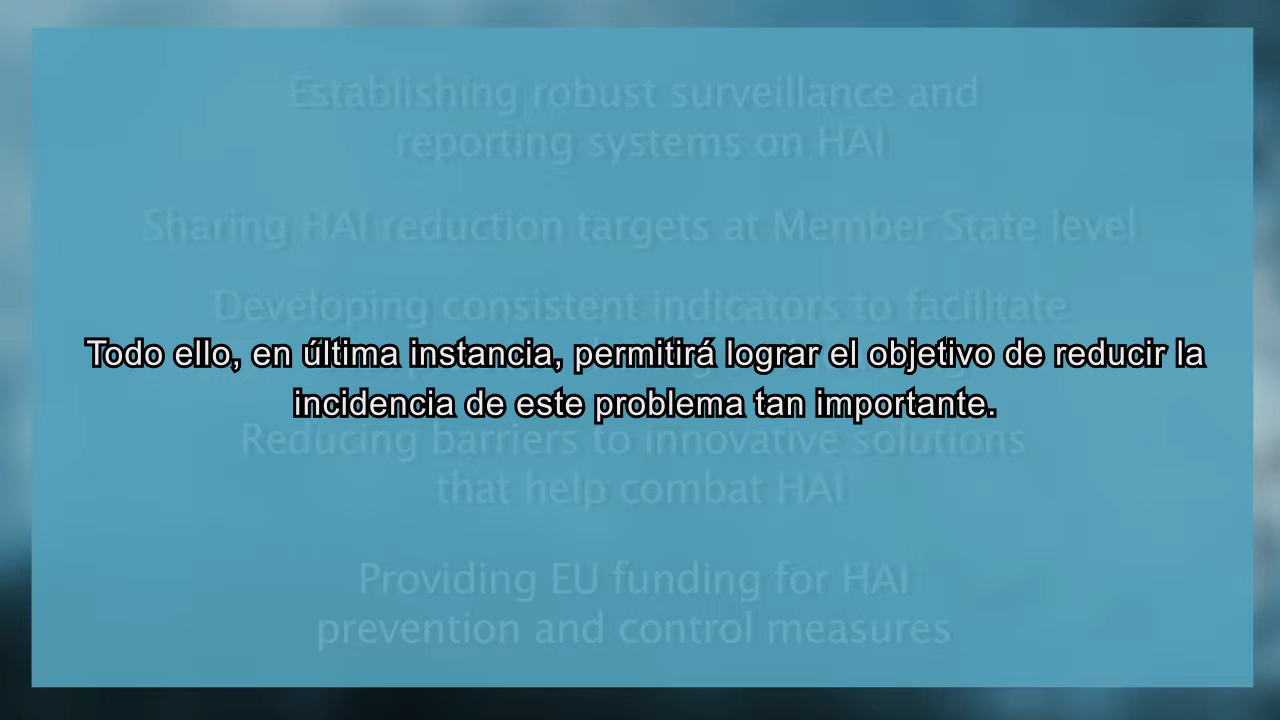 Establishing robust surveillance and
reporting systems on HAI
Sharing HAI reduction targets at Member State level
Developing consistent indicators to facilitate
Todo ello, en última instancia, permitirá lograr el objetivo de reducir la
incidencia de este problema tan importante.
Reducing barriers to innovative solutions
that help combat HAI
Providing EU funding for HAI
prevention and control measures